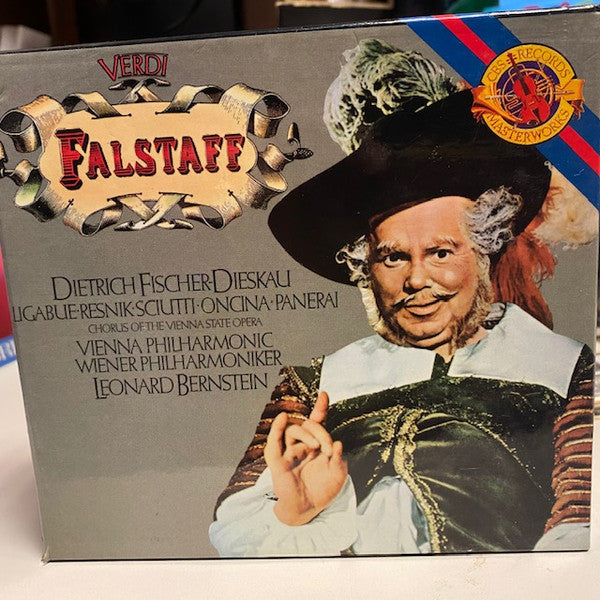 VERDI
FALSTAFF
CBS RECORDS
MASTERWORKS
DIETRICH FISCHER-DIESKAU
LIGABUE·RESNIK·SCIUTTI·ONCINA·PANERAI
CHORUS OF THE VIENNA STATE OPERA
VIENNA PHILHARMONIC
WIENER PHILHARMONIKER
LEONARD BERNSTEIN